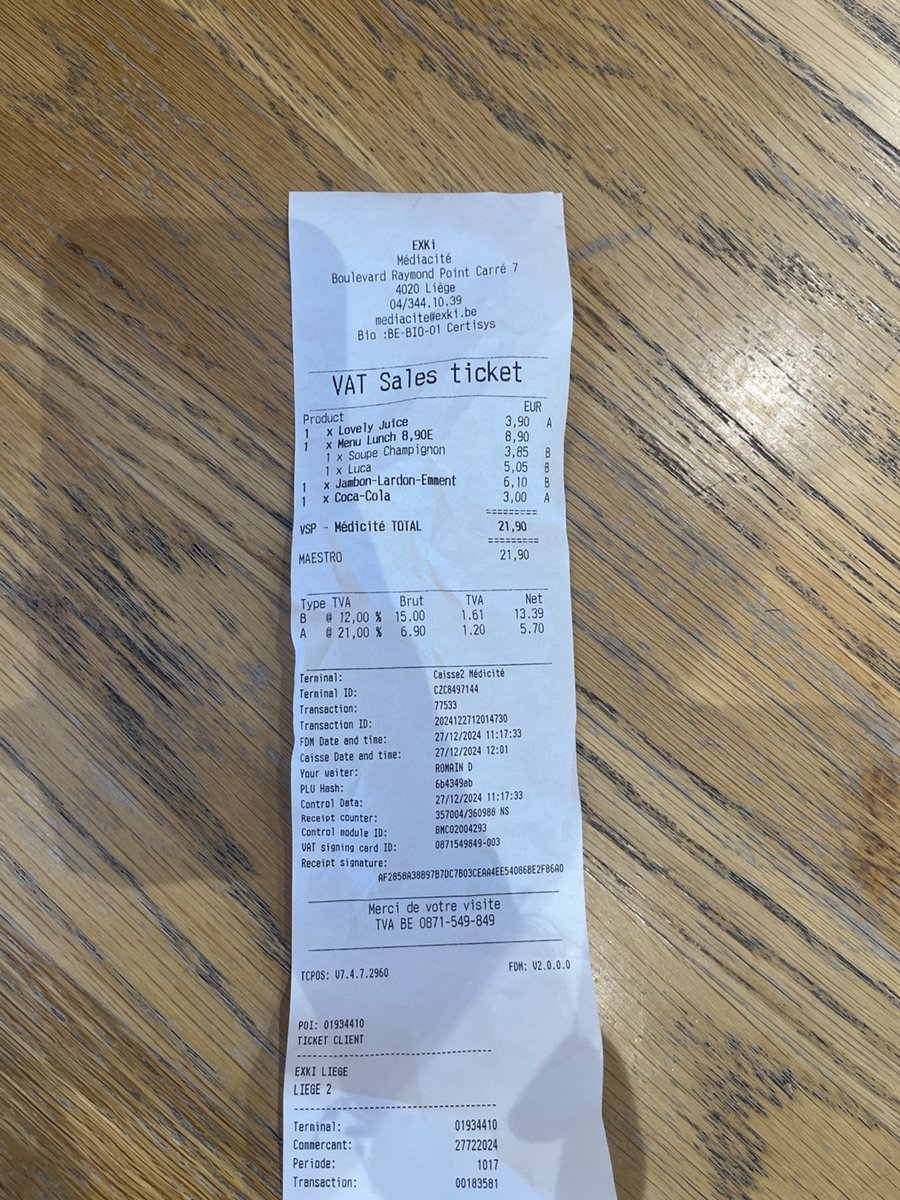 EXKi
Médiacité
Boulevard Raymond Point Carré 7
4020 Liège
04/344.10.39
mediacite@exki.be
Bio :BE-BIO-01 Certisys
VAT Sales ticket
Product EUR
1 x Lovely Juice 3,90 A
1 x Menu Lunch 8,90E 8,90
1 x Soupe Champignon 3,85 B
1 x Luca 5,05 B
1 x Jambon-Lardon-Emment 6,10 B
1 x Coca-Cola 3,00 A
=========
VSP - Médicité TOTAL 21,90
=========
MAESTRO 21,90
Type TVA Brut TVA Net
B @ 12,00 % 15.00 1.61 13.39
A @ 21,00 % 6.90 1.20 5.70
Terminal: Caisse2 Médicité
Terminal ID: CZC8497144
Transaction: 77533
Transaction ID: 2024122712014730
FDM Date and time: 27/12/2024 11:17:33
Caisse Date and time: 27/12/2024 12:01
Your waiter: ROMAIN D
PLU Hash: 6b4349ab
Control Data: 27/12/2024 11:17:33
Receipt counter: 357004/360988 NS
Control module ID: BMC02004293
VAT signing card ID: 0871549849-003
Receipt signature:
AF2858A38B97B7DC7B03CEAA4EE54086BE2F86A0
Merci de votre visite
TVA BE 0871-549-849
TCPOS: V7.4.7.2960 FDM: V2.0.0.0
POI: 01934410
TICKET CLIENT
--------------------------------
EXKI LIEGE
LIEGE 2
--------------------------------
Terminal: 01934410
Commercant: 27722024
Periode: 1017
Transaction: 00183581